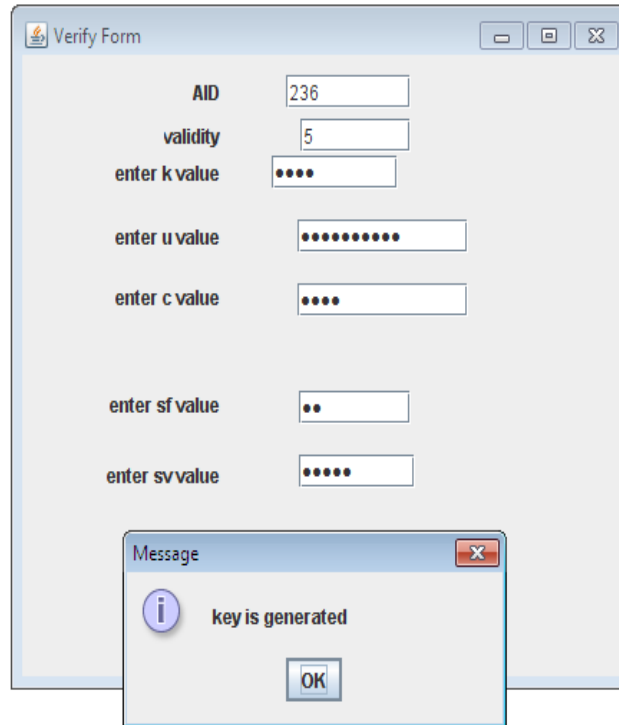 Verify Form
AID 236
validity 5
enter k value ••••
enter u value ••••••••••
enter c value ••••
enter sf value ••
enter sv value •••••
Message
i
key is generated
OK